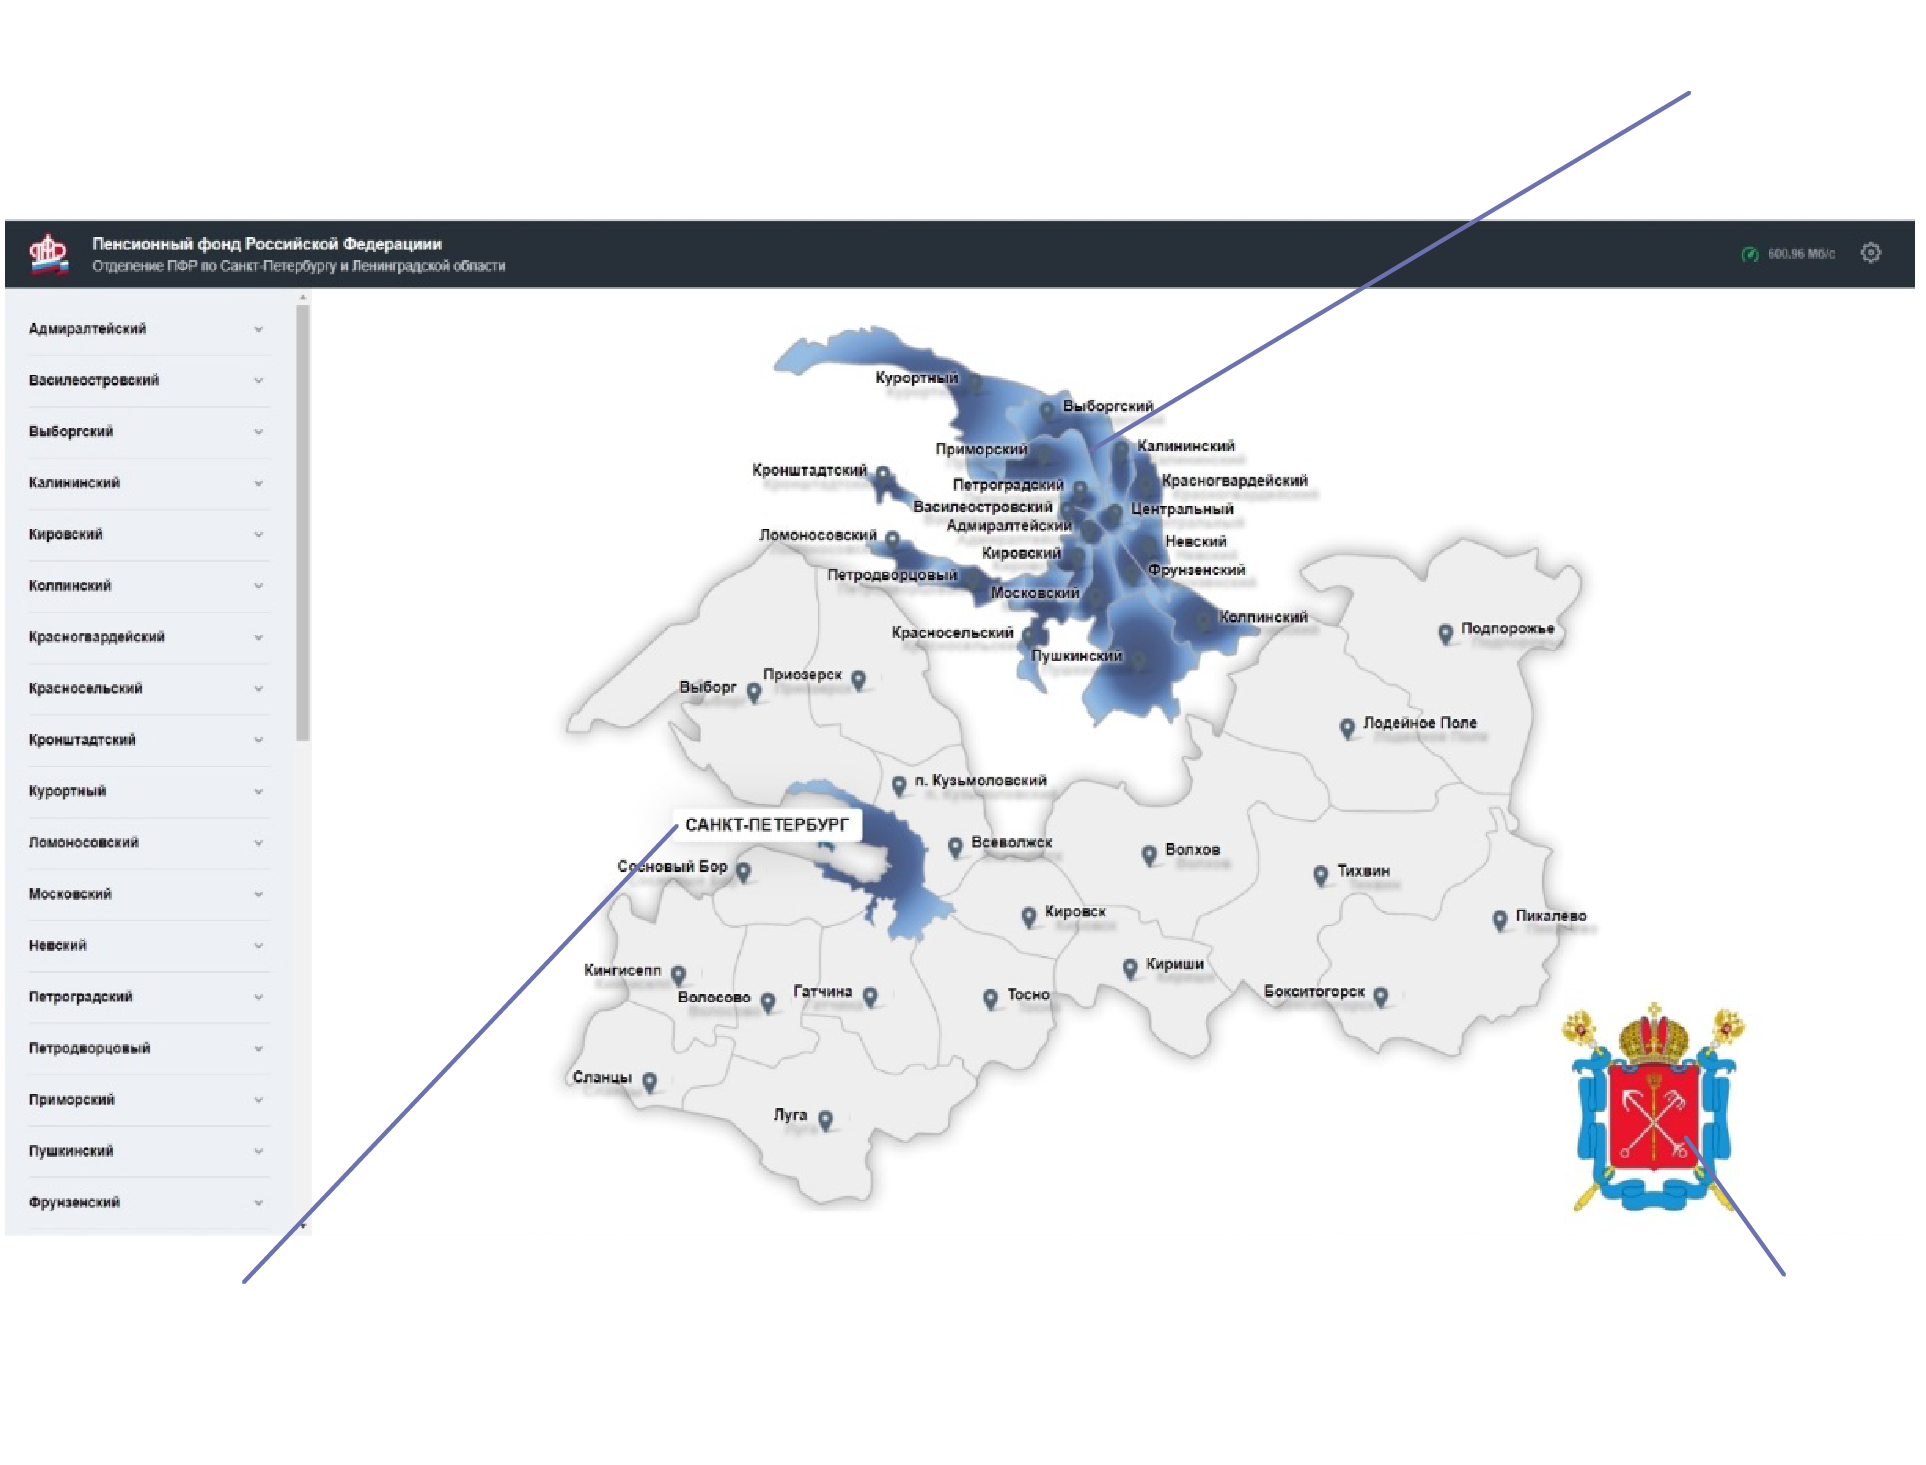 Пенсионный фонд Российской Федерациии
Отделение ПФР по Санкт-Петербургу и Ленинградской области
600.96 Мб/с
Адмиралтейский
Василеостровский
Выборгский
Калининский
Кировский
Колпинский
Красногвардейский
Красносельский
Кронштадтский
Курортный
Ломоносовский
Московский
Невский
Петроградский
Петродворцовый
Приморский
Пушкинский
Фрунзенский
Курортный
Выборгский
Приморский
Калининский
Кронштадтский
Петроградский
Красногвардейский
Василеостровский
Центральный
Адмиралтейский
Ломоносовский
Невский
Кировский
Фрунзенский
Петродворцовый
Московский
Колпинский
Красносельский
Пушкинский
Подпорожье
Приозерск
Выборг
Лодейное Поле
п. Кузьмоловский
САНКТ-ПЕТЕРБУРГ
Всеволжск
Волхов
Сосновый Бор
Тихвин
Кировск
Пикалево
Кириши
Кингисепп
Волосово
Гатчина
Тосно
Бокситогорск
Сланцы
Луга